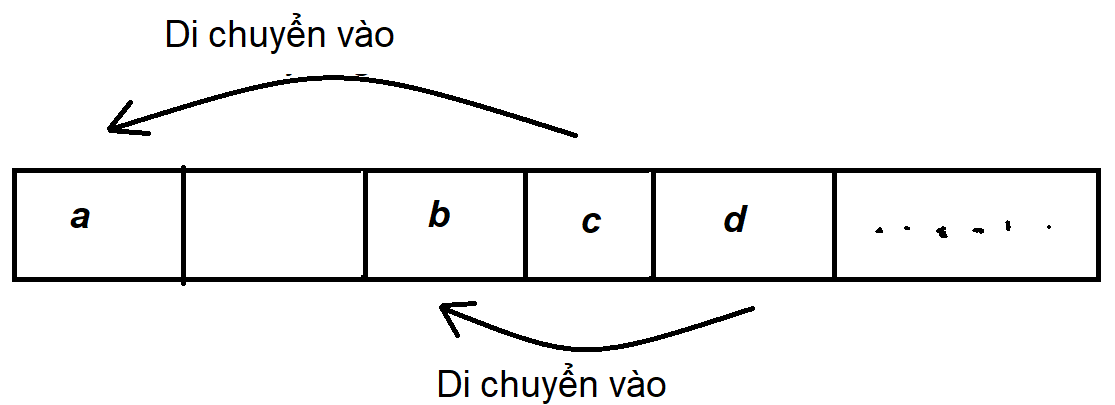 Di chuyển vào
a b c d ......
Di chuyển vào